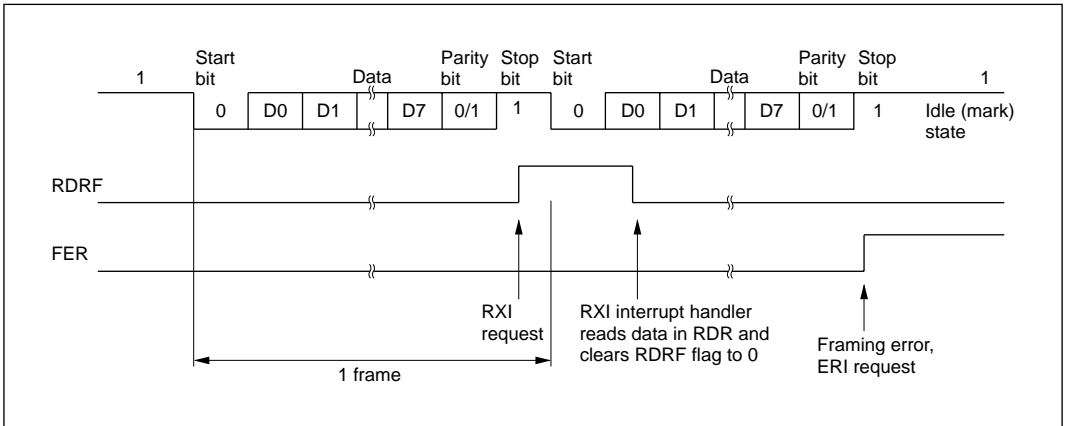 Start Parity Stop Start Parity Stop
1 bit Data bit bit bit Data bit bit 1
0 D0 D1 D7 0/1 1 0 D0 D1 D7 0/1 1 Idle (mark)
state
RDRF
FER
RXI
request
RXI interrupt handler
reads data in RDR and
clears RDRF flag to 0
Framing error,
ERI request
1 frame